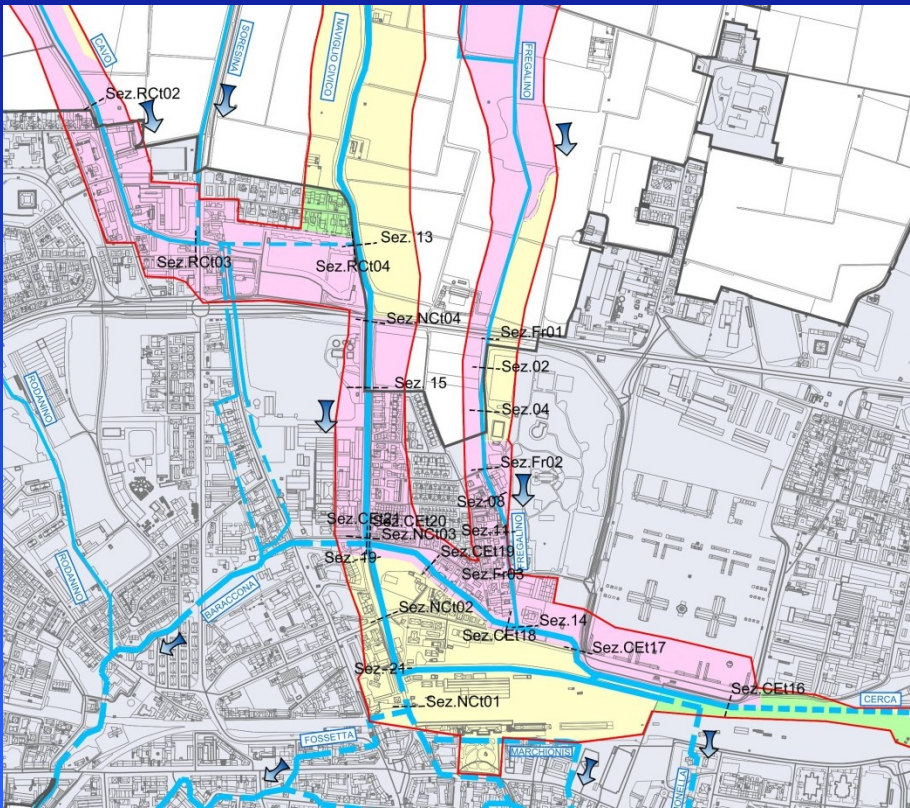 CAVO
SORESINA
NAVIGLIO CIVICO
FREGALINO
Sez.RCt02
Sez. 13
Sez.RCt03
Sez.RCt04
Sez.NCt04
Sez.Fr01
Sez.02
RODANINO
Sez. 15
Sez.04
Sez.Fr02
Sez.08
Sez.CEt20
Sez.11
FREGALINO
Sez.NCt03
Sez.CEt19
Sez. 19
RODANINO
Sez.Fr03
BARACCONA
Sez.NCt02
Sez.14
Sez.CEt18
Sez.CEt17
Sez. 21
Sez.CEt16
Sez.NCt01
CERCA
FOSSETTA
MARCHIONIS